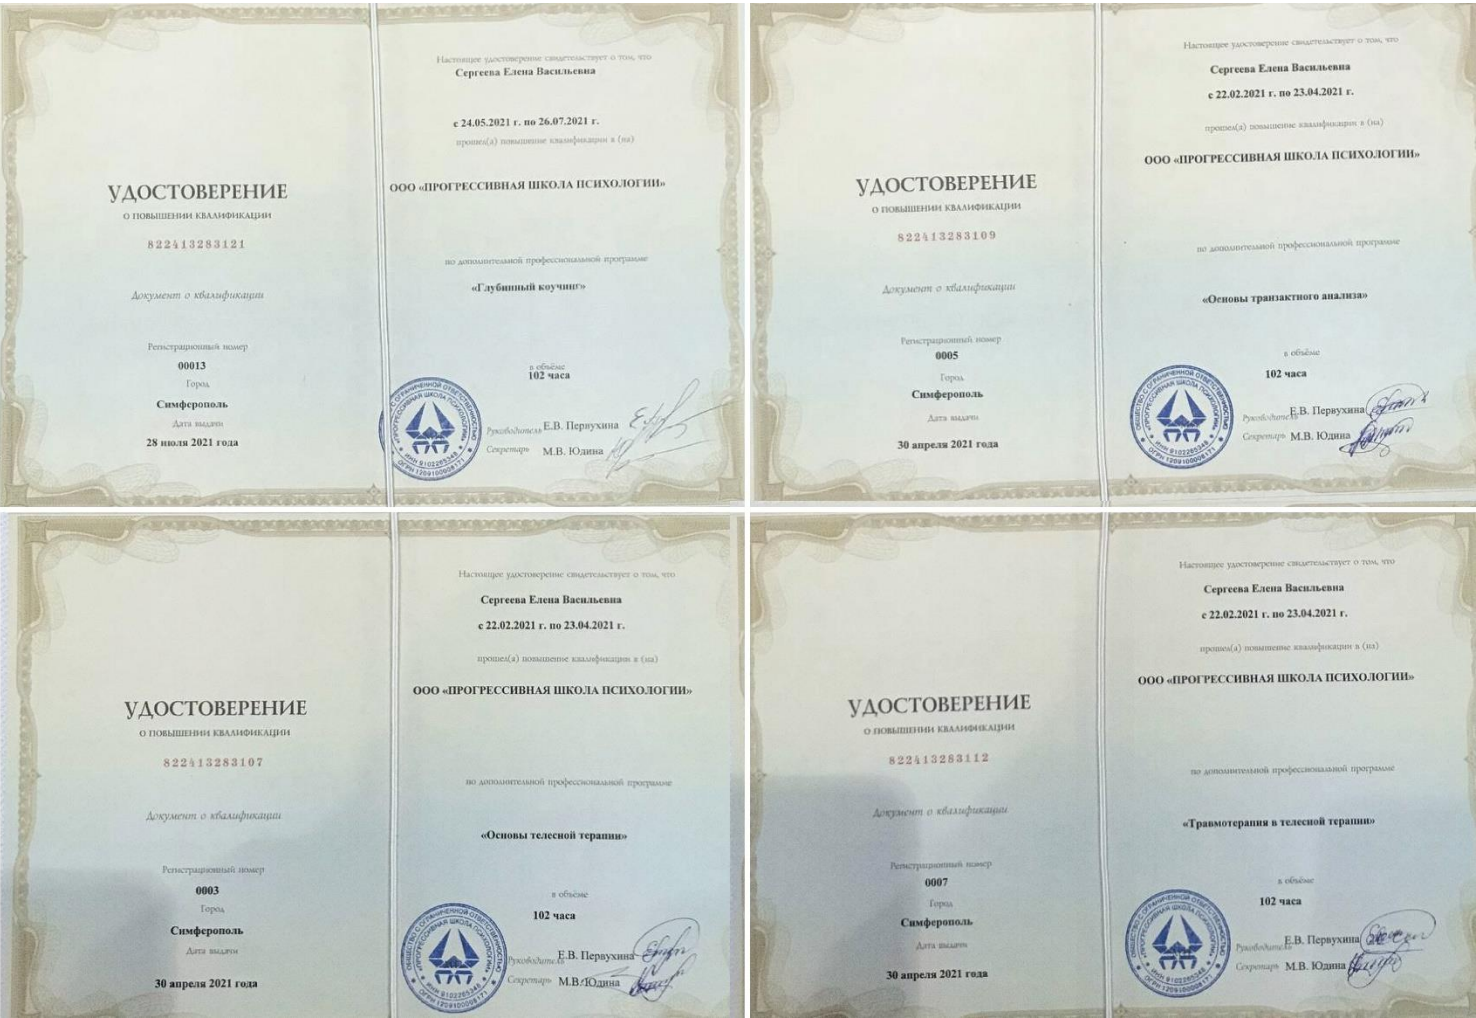 УДОСТОВЕРЕНИЕ
О ПОВЫШЕНИИ КВАЛИФИКАЦИИ
822413283121
Документ о квалификации
Регистрационный номер
00013
Город
Симферополь
Дата выдачи
28 июля 2021 года
Настоящее удостоверение свидетельствует о том, что
Сергеева Елена Васильевна
с 24.05.2021 г. по 26.07.2021 г.
прошел(а) повышение квалификации в (на)
ООО «ПРОГРЕССИВНАЯ ШКОЛА ПСИХОЛОГИИ»
по дополнительной профессиональной программе
«Глубинный коучинг»
в объёме
102 часа
Руководитель Е.В. Первухина
Секретарь М.В. Юдина
УДОСТОВЕРЕНИЕ
О ПОВЫШЕНИИ КВАЛИФИКАЦИИ
822413283109
Документ о квалификации
Регистрационный номер
0005
Город
Симферополь
Дата выдачи
30 апреля 2021 года
Настоящее удостоверение свидетельствует о том, что
Сергеева Елена Васильевна
с 22.02.2021 г. по 23.04.2021 г.
прошел(а) повышение квалификации в (на)
ООО «ПРОГРЕССИВНАЯ ШКОЛА ПСИХОЛОГИИ»
по дополнительной профессиональной программе
«Основы транзактного анализа»
в объёме
102 часа
Руководитель Е.В. Первухина
Секретарь М.В. Юдина
УДОСТОВЕРЕНИЕ
О ПОВЫШЕНИИ КВАЛИФИКАЦИИ
822413283107
Документ о квалификации
Регистрационный номер
0003
Город
Симферополь
Дата выдачи
30 апреля 2021 года
Настоящее удостоверение свидетельствует о том, что
Сергеева Елена Васильевна
с 22.02.2021 г. по 23.04.2021 г.
прошел(а) повышение квалификации в (на)
ООО «ПРОГРЕССИВНАЯ ШКОЛА ПСИХОЛОГИИ»
по дополнительной профессиональной программе
«Основы телесной терапии»
в объёме
102 часа
Руководитель Е.В. Первухина
Секретарь М.В. Юдина
УДОСТОВЕРЕНИЕ
О ПОВЫШЕНИИ КВАЛИФИКАЦИИ
822413283112
Документ о квалификации
Регистрационный номер
0007
Город
Симферополь
Дата выдачи
30 апреля 2021 года
Настоящее удостоверение свидетельствует о том, что
Сергеева Елена Васильевна
с 22.02.2021 г. по 23.04.2021 г.
прошел(а) повышение квалификации в (на)
ООО «ПРОГРЕССИВНАЯ ШКОЛА ПСИХОЛОГИИ»
по дополнительной профессиональной программе
«Травмотерапия в телесной терапии»
в объёме
102 часа
Руководитель Е.В. Первухина
Секретарь М.В. Юдина